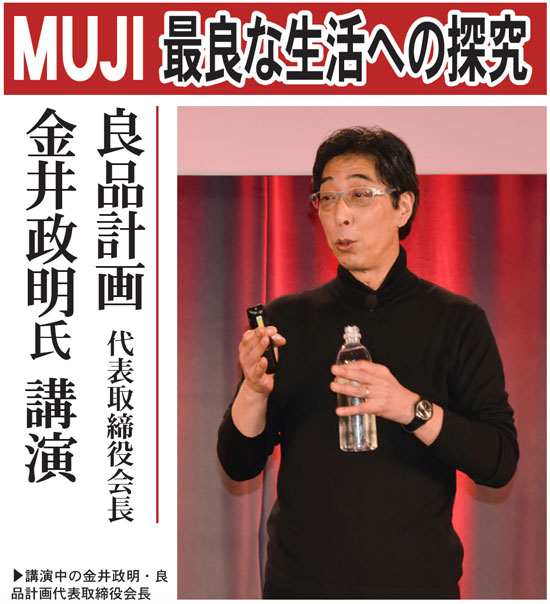 MUJI 最良な生活への探究
良品計画 代表取締役会長
金井政明氏 講演
▶講演中の金井政明・良
品計画代表取締役会長